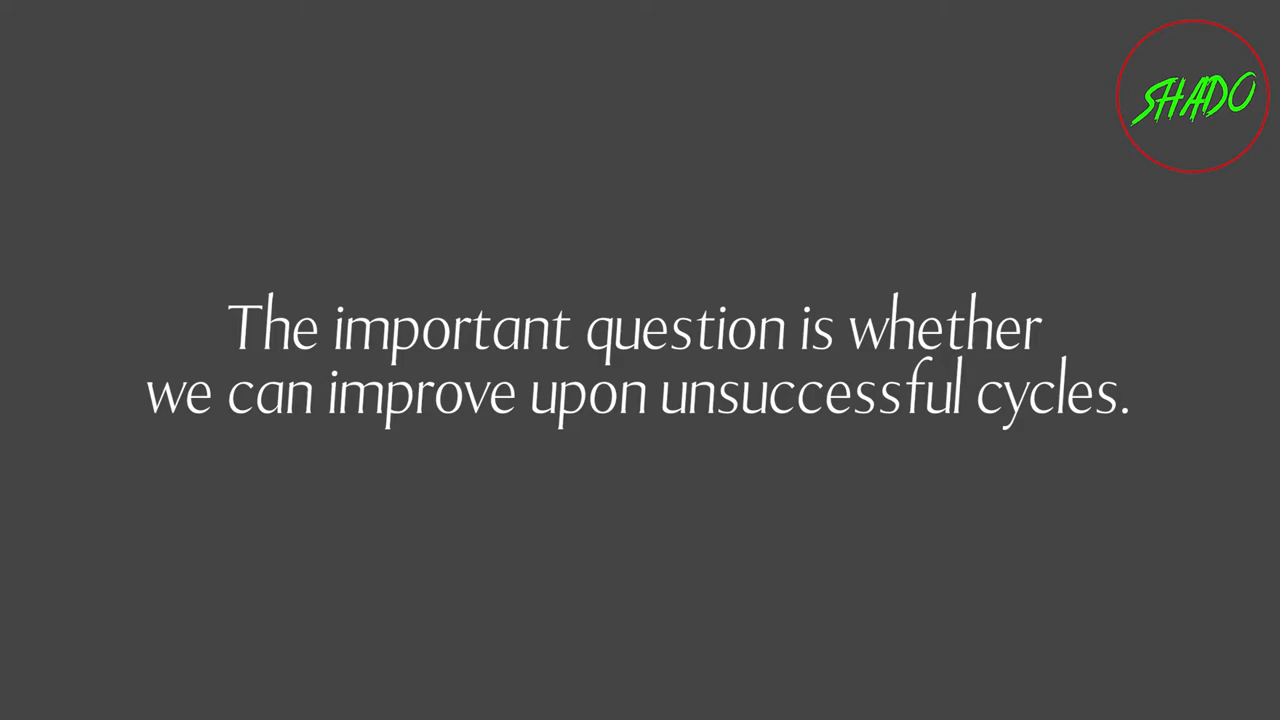 SHADO
The important question is whether
we can improve upon unsuccessful cycles.